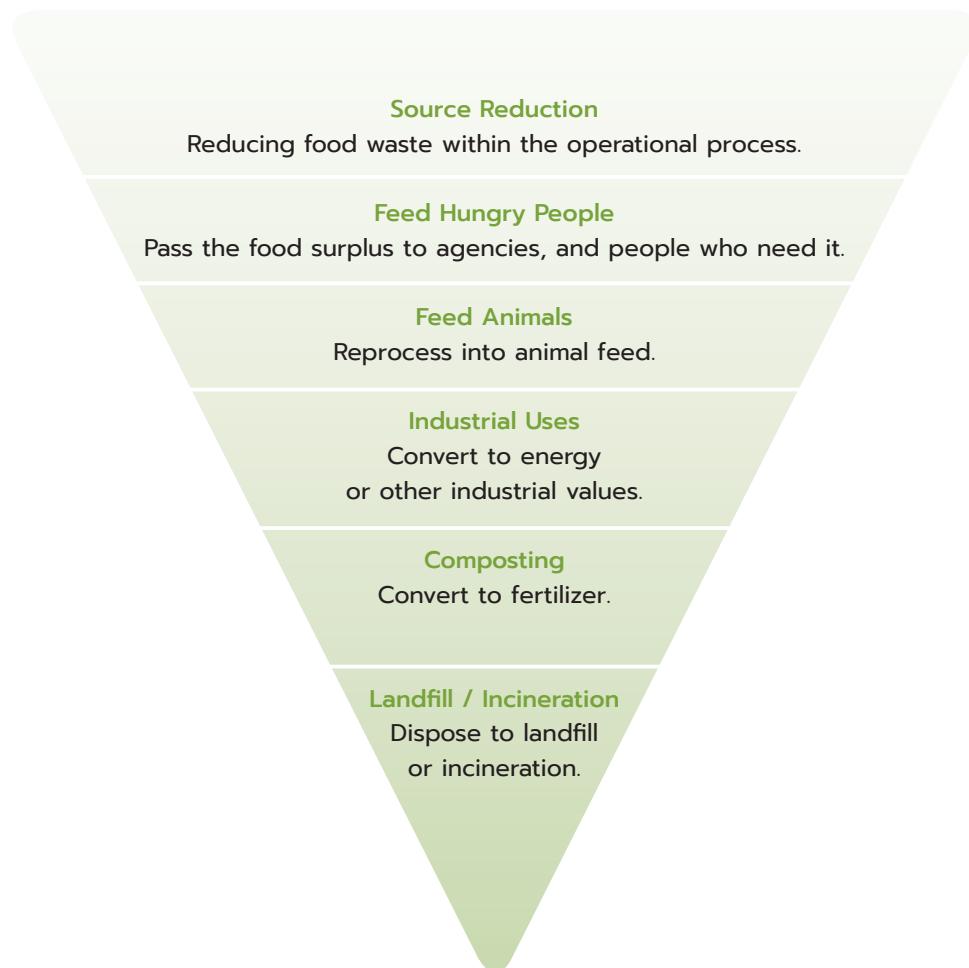 Source Reduction
Reducing food waste within the operational process.
Feed Hungry People
Pass the food surplus to agencies, and people who need it.
Feed Animals
Reprocess into animal feed.
Industrial Uses
Convert to energy
or other industrial values.
Composting
Convert to fertilizer.
Landfill / Incineration
Dispose to landfill
or incineration.